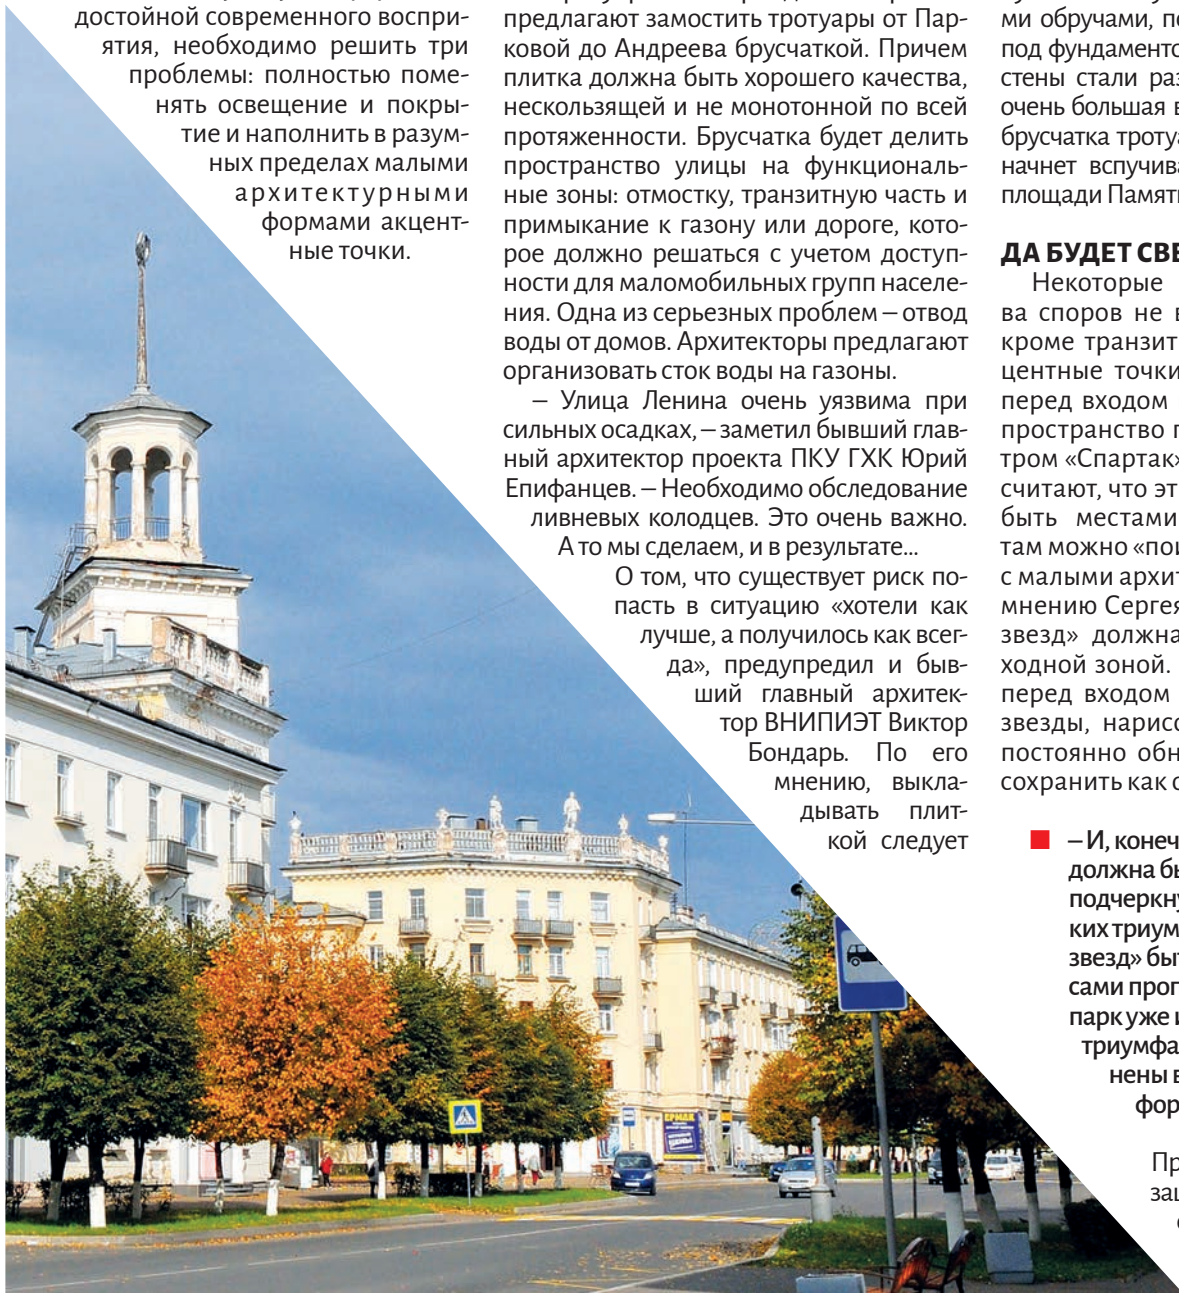 достойной современного воспри-
ятия, необходимо решить три
проблемы: полностью поме-
нять освещение и покры-
тие и наполнить в разум-
ных пределах малыми
архитектурными
формами акцент-
ные точки.
предлагают замостить тротуары от Пар-
ковой до Андреева брусчаткой. Причем
плитка должна быть хорошего качества,
нескользящей и не монотонной по всей
протяженности. Брусчатка будет делить
пространство улицы на функциональ-
ные зоны: отмостку, транзитную часть и
примыкание к газону или дороге, кото-
рое должно решаться с учетом доступ-
ности для маломобильных групп населе-
ния. Одна из серьезных проблем – отвод
воды от домов. Архитекторы предлагают
организовать сток воды на газоны.
– Улица Ленина очень уязвима при
сильных осадках, – заметил бывший глав-
ный архитектор проекта ПКУ ГХК Юрий
Епифанцев. – Необходимо обследование
ливневых колодцев. Это очень важно.
А то мы сделаем, и в результате...
О том, что существует риск по-
пасть в ситуацию «хотели как
лучше, а получилось как всег-
да», предупредил и быв-
ший главный архитек-
тор ВНИПИЭТ Виктор
Бондарь. По его
мнению, выкла-
дывать плит-
кой следует
ми обручами, по
под фундаменто
стены стали раз
очень большая в
брусчатка тротуа
начнет вспучива
площади Памят
ДА БУДЕТ СВЕ
Некоторые
ва споров не в
кроме транзит
центные точки
перед входом
пространство п
тром «Спартак»
считают, что эт
быть местами
там можно «пои
с малыми архит
мнению Сергея
звезд» должна
ходной зоной.
перед входом
звезды, нарисо
постоянно обн
сохранить как с
– И, конеч
должна бы
подчеркну
ких триум
звезд» быт
сами прог
парк уже и
триумфа
нены в
фор
Пр
защ
ЕРМАК